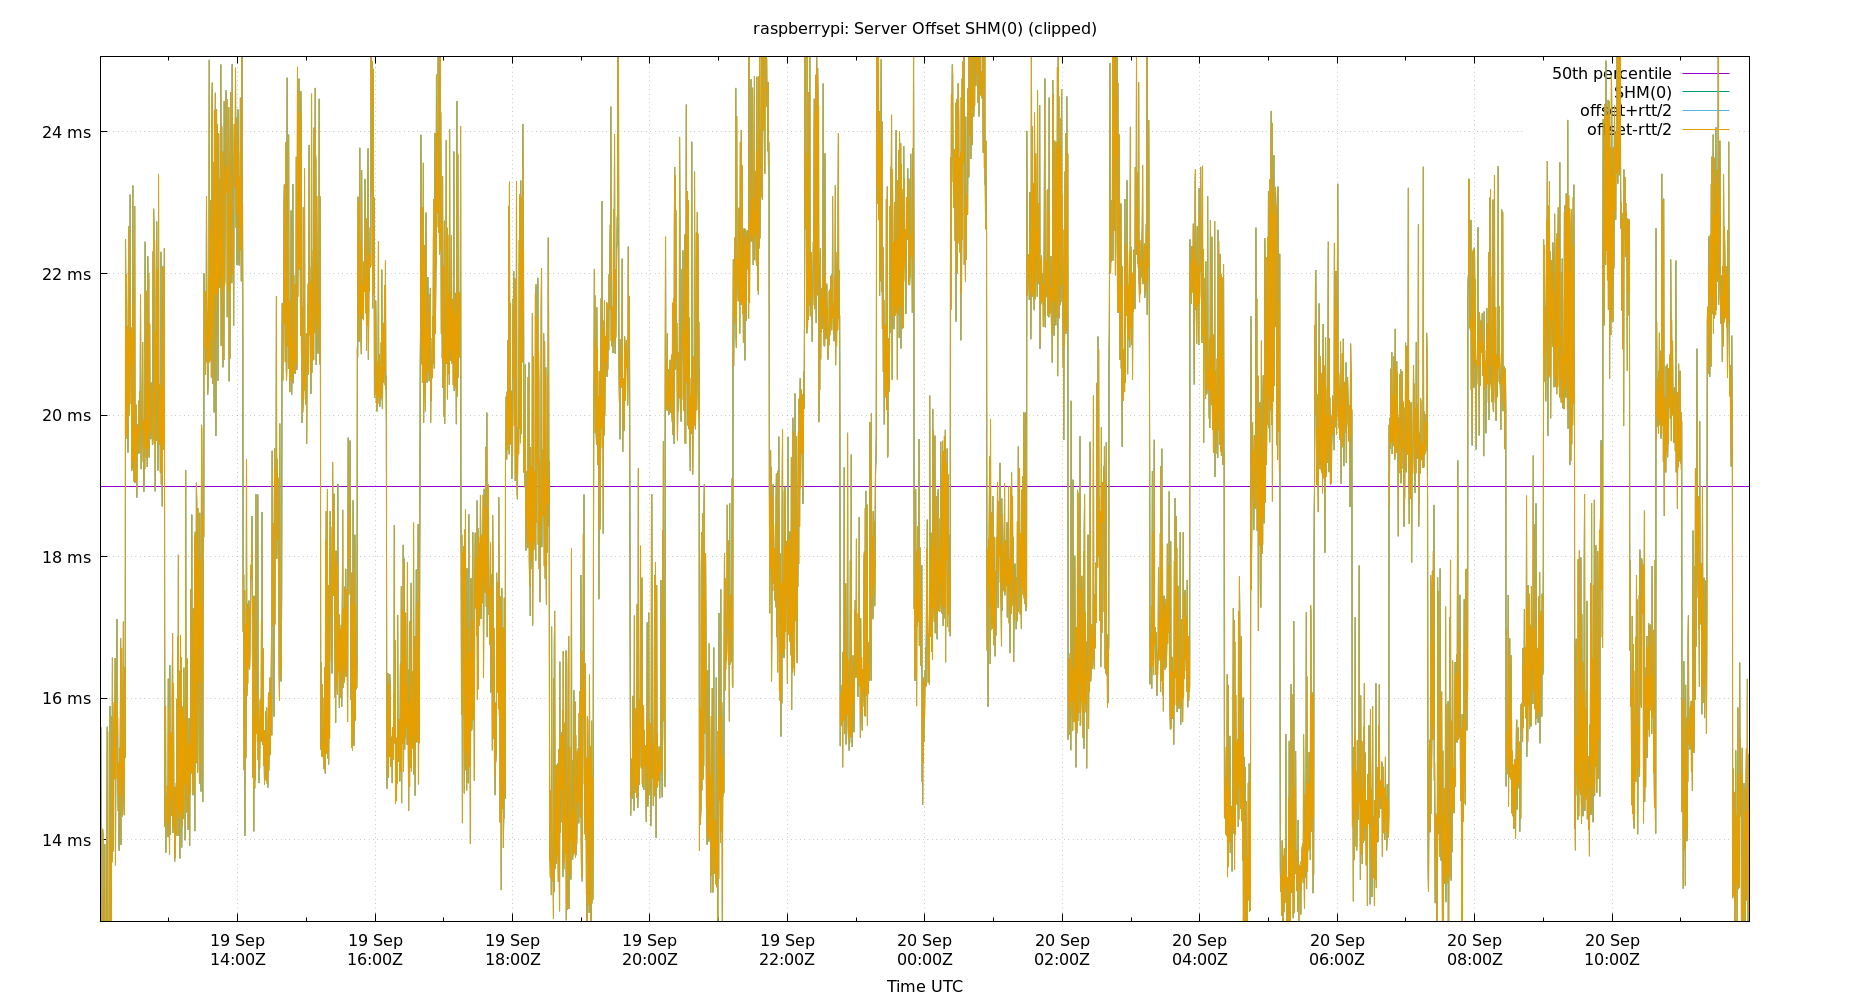 raspberrypi: Server Offset SHM(0) (clipped)
50th percentile
SHM(0)
offset+rtt/2
offset-rtt/2
24 ms
22 ms
20 ms
18 ms
16 ms
14 ms
19 Sep 19 Sep 19 Sep 19 Sep 19 Sep 20 Sep 20 Sep 20 Sep 20 Sep 20 Sep 20 Sep
14:00Z 16:00Z 18:00Z 20:00Z 22:00Z 00:00Z 02:00Z 04:00Z 06:00Z 08:00Z 10:00Z
Time UTC